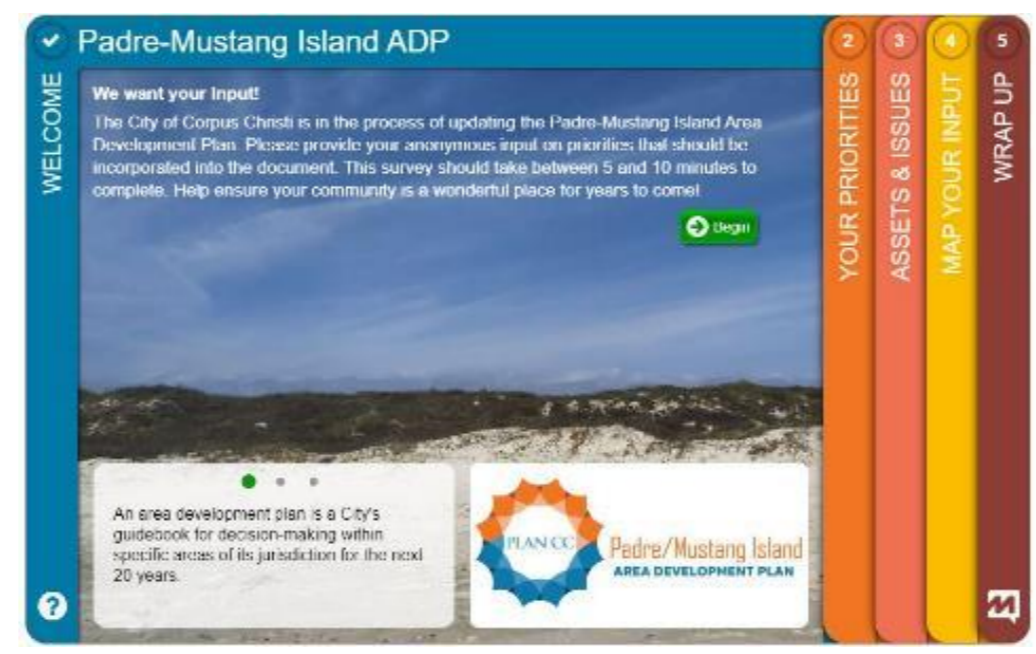 Padre-Mustang Island ADP
WELCOME
We want your Input!
The City of Corpus Christi is in the process of updating the Padre-Mustang Island Area
Development Plan. Please provide your anonymous input on priorities that should be
incorporated into the document. This survey should take between 5 and 10 minutes to
complete. Help ensure your community is a wonderful place for years to come!
Begin
An area development plan is a City's
guidebook for decision-making within
specific areas of its jurisdiction for the next
20 years.
PLAN CC
Padre/Mustang Island
AREA DEVELOPMENT PLAN
?
2
YOUR PRIORITIES
3
ASSETS & ISSUES
4
MAP YOUR INPUT
5
WRAP UP